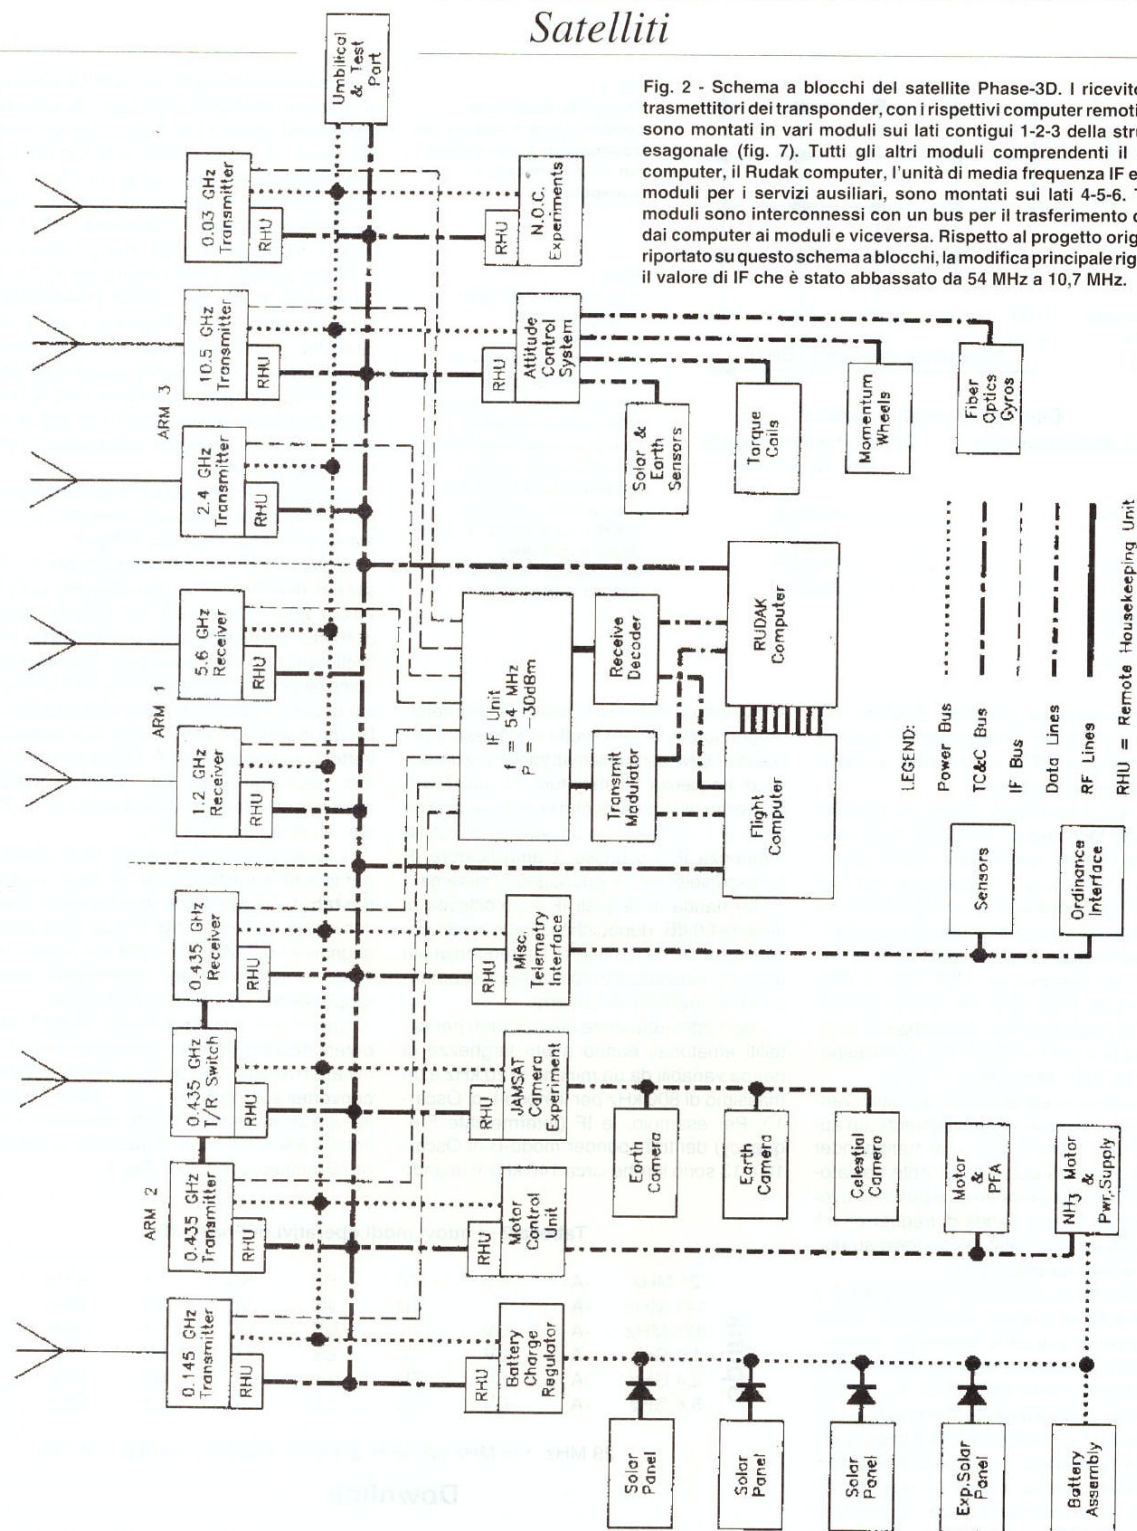 Satelliti
Fig. 2 - Schema a blocchi del satellite Phase-3D. I ricevito
trasmettitori dei transponder, con i rispettivi computer remoti
sono montati in vari moduli sui lati contigui 1-2-3 della stru
esagonale (fig. 7). Tutti gli altri moduli comprendenti il
computer, il Rudak computer, l'unità di media frequenza IF e
moduli per i servizi ausiliari, sono montati sui lati 4-5-6. T
moduli sono interconnessi con un bus per il trasferimento d
dai computer ai moduli e viceversa. Rispetto al progetto orig
riportato su questo schema a blocchi, la modifica principale rig
il valore di IF che è stato abbassato da 54 MHz a 10,7 MHz.
Umbilical
& Test
Part
0.03 GHz
Transmitter
RHU
RHU
N.O.C.
Experiments
ARM 3
10.5 GHz
Transmitter
RHU
RHU
Attitude
Control
System
2.4 GHz
Transmitter
RHU
Solar &
Earth
Sensors
Torque
Coils
Momentum
Wheels
Fiber
Optics
Gyros
ARM 1
5.6 GHz
Receiver
RHU
1.2 GHz
Receiver
RHU
IF Unit
f = 54 MHz
P = -30dBm
Receive
Decoder
Transmit
Modulator
RUDAK
Computer
Flight
Computer
0.435 GHz
Receiver
RHU
RHU
Misc.
Telemetry
Interface
Sensors
Ordinance
Interface
0.435 GHz
T/R Switch
RHU
JAMSAT
Camera
Experiment
Earth
Camera
Earth
Camera
Celestial
Camera
ARM 2
0.435 GHz
Transmitter
RHU
RHU
Motor
Control
Unit
Motor
&
PFA
NH3 Motor
&
Pwr.Supply
0.145 GHz
Transmitter
RHU
RHU
Battery
Charge
Regulator
Solar
Panel
Solar
Panel
Solar
Panel
Exp.Solar
Panel
Battery
Assembly
LEGEND:
Power Bus
TC&C Bus
IF Bus
Data Lines
RF Lines
RHU = Remote Housekeeping Unit